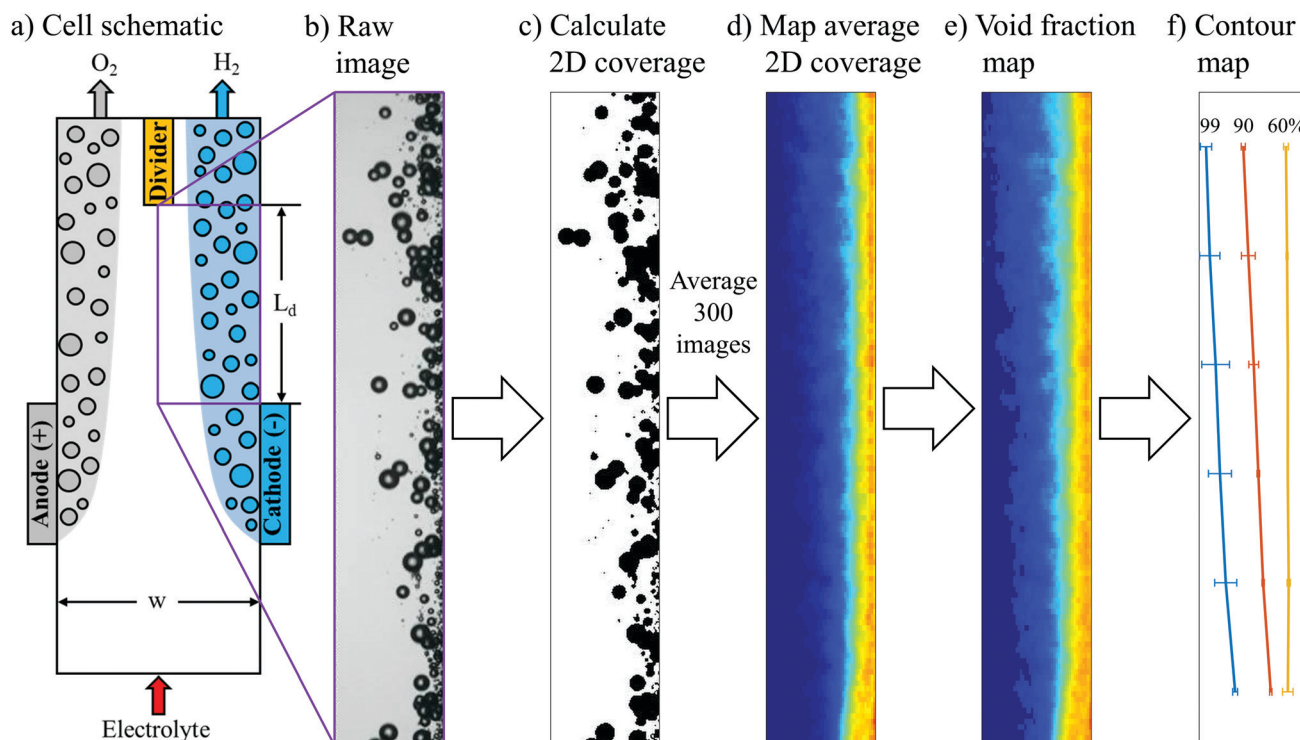 a) Cell schematic
b) Raw
image
c) Calculate
2D coverage
d) Map average
2D coverage
e) Void fraction
map
f) Contour
map
O₂
H₂
Divider
L_d
Anode (+)
Cathode (-)
w
Electrolyte
Average
300
images
99
90
60%